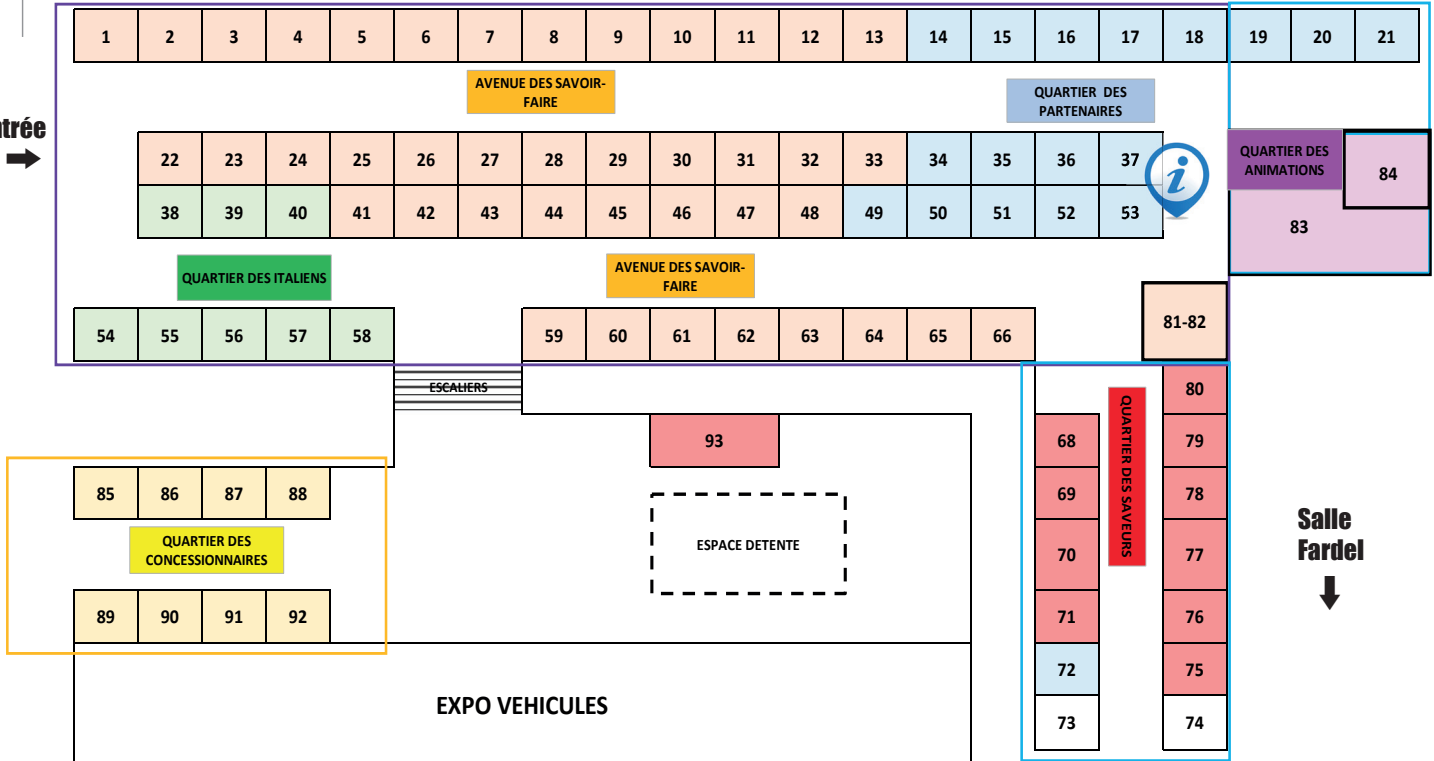 1 2 3 4 5 6 7 8 9 10 11 12 13 14 15 16 17 18 19 20 21
AVENUE DES SAVOIR-
FAIRE
QUARTIER DES
PARTENAIRES
22 23 24 25 26 27 28 29 30 31 32 33 34 35 36 37
i
QUARTIER DES
ANIMATIONS
84
38 39 40 41 42 43 44 45 46 47 48 49 50 51 52 53
83
QUARTIER DES ITALIENS
AVENUE DES SAVOIR-
FAIRE
54 55 56 57 58 59 60 61 62 63 64 65 66
81-82
ESCALIERS
93
ESPACE DETENTE
85 86 87 88
QUARTIER DES
CONCESSIONNAIRES
89 90 91 92
EXPO VEHICULES
QUARTIER DES SAVEURS
80
68 79
69 78
70 77
71 76
72 75
73 74
Salle
Fardel